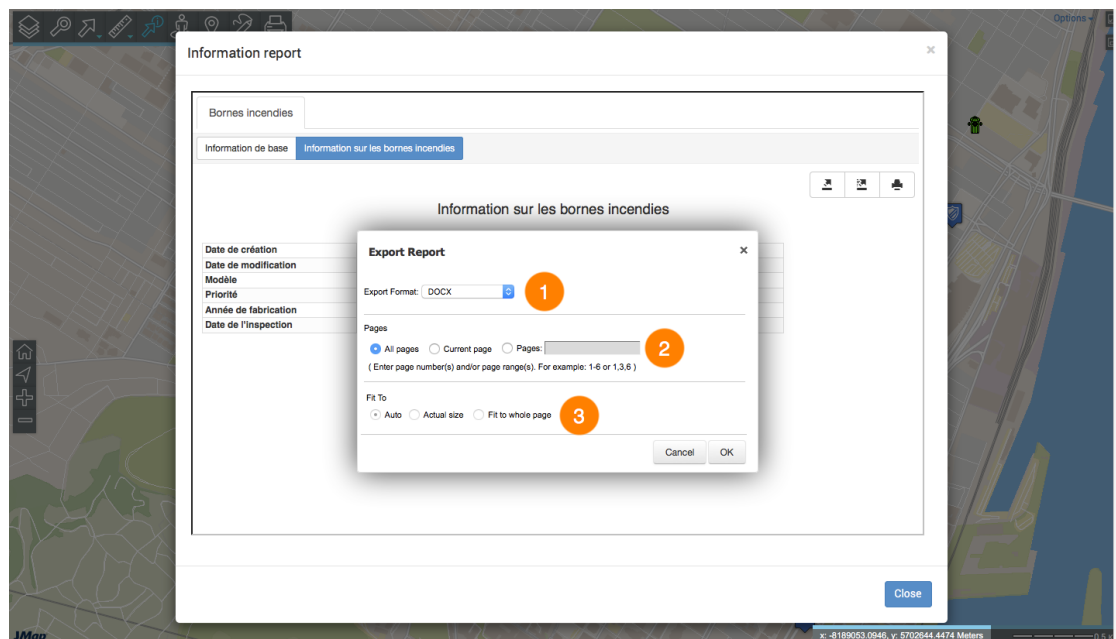 Options
Information report
×
Bornes incendies
Information de base
Information sur les bornes incendies
Information sur les bornes incendies
Date de création
Date de modification
Modèle
Priorité
Année de fabrication
Date de l'inspection
Export Report
×
Export Format: DOCX
1
Pages
All pages Current page Pages:
2
( Enter page number(s) and/or page range(s). For example: 1-6 or 1,3,6 )
Fit To
Auto Actual size Fit to whole page
3
Cancel OK
Close
JMap
x: -8189053.0946, y: 5702644.4474 Meters